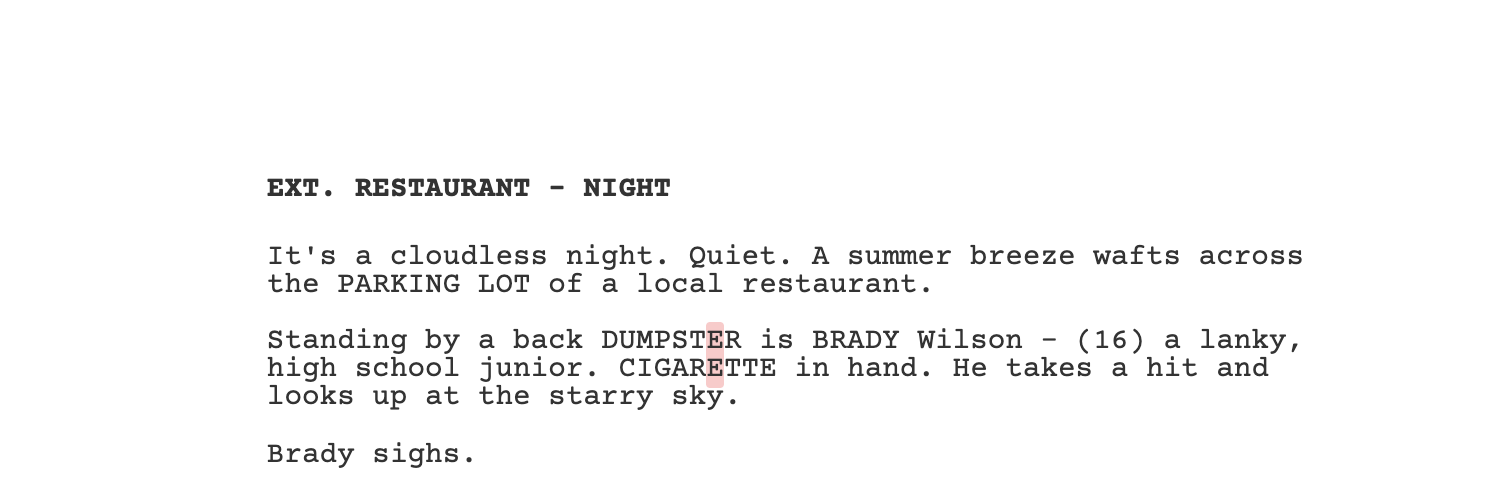 EXT. RESTAURANT - NIGHT
It's a cloudless night. Quiet. A summer breeze wafts across
the PARKING LOT of a local restaurant.
Standing by a back DUMPSTER is BRADY Wilson - (16) a lanky,
high school junior. CIGARETTE in hand. He takes a hit and
looks up at the starry sky.
Brady sighs.